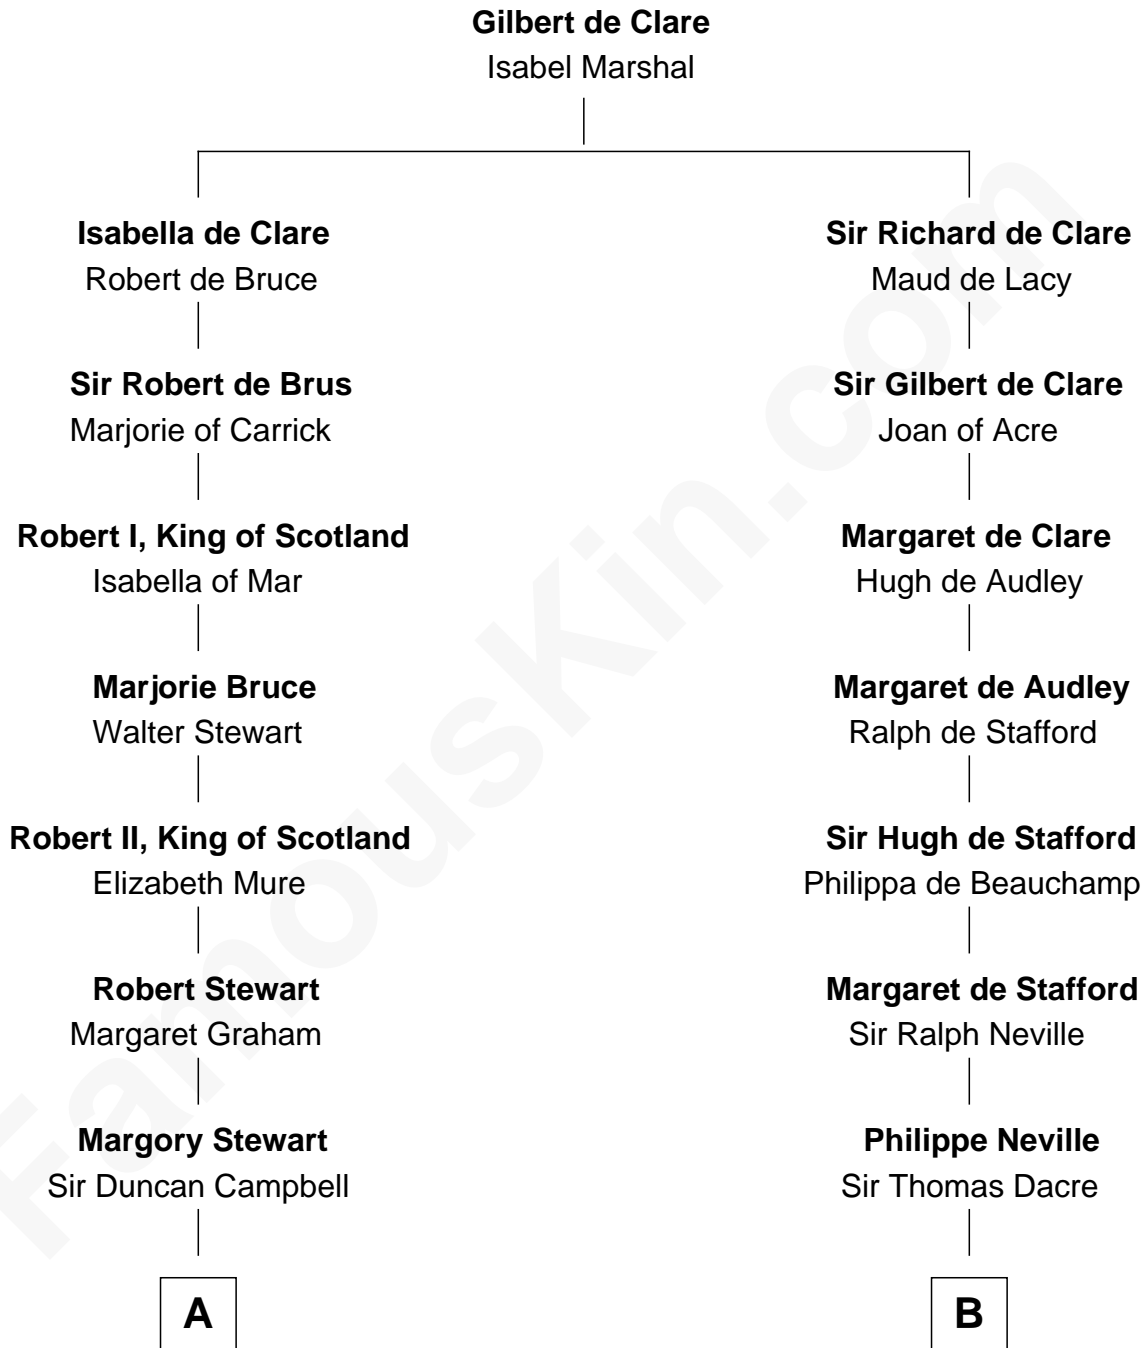 Gilbert de Clare
Isabel Marshal
Isabella de Clare
Robert de Bruce
Sir Richard de Clare
Maud de Lacy
Sir Robert de Brus
Marjorie of Carrick
Sir Gilbert de Clare
Joan of Acre
Robert I, King of Scotland
Isabella of Mar
Margaret de Clare
Hugh de Audley
Marjorie Bruce
Walter Stewart
Margaret de Audley
Ralph de Stafford
Robert II, King of Scotland
Elizabeth Mure
Sir Hugh de Stafford
Philippa de Beauchamp
Robert Stewart
Margaret Graham
Margaret de Stafford
Sir Ralph Neville
Margory Stewart
Sir Duncan Campbell
Philippe Neville
Sir Thomas Dacre
A
B
FamousKin.com